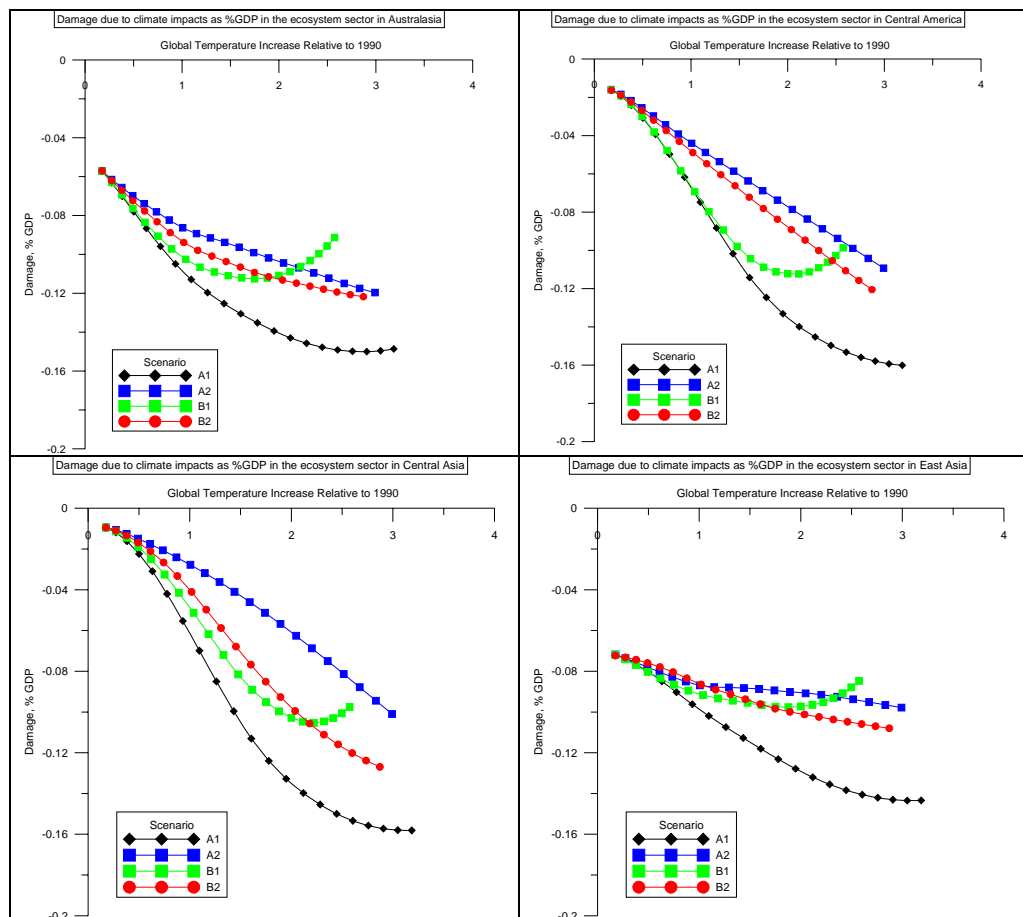 Damage due to climate impacts as %GDP in the ecosystem sector in Australasia
Global Temperature Increase Relative to 1990
0
0 1 2 3 4
-0.04
-0.08
-0.12
-0.16
-0.2
Damage, % GDP
Scenario
A1
A2
B1
B2
Damage due to climate impacts as %GDP in the ecosystem sector in Central America
Global Temperature Increase Relative to 1990
0
0 1 2 3 4
-0.04
-0.08
-0.12
-0.16
-0.2
Damage, % GDP
Scenario
A1
A2
B1
B2
Damage due to climate impacts as %GDP in the ecosystem sector in Central Asia
Global Temperature Increase Relative to 1990
0
0 1 2 3 4
-0.04
-0.08
-0.12
-0.16
-0.2
Damage, % GDP
Scenario
A1
A2
B1
B2
Damage due to climate impacts as %GDP in the ecosystem sector in East Asia
Global Temperature Increase Relative to 1990
0
0 1 2 3 4
-0.04
-0.08
-0.12
-0.16
-0.2
Damage, % GDP
Scenario
A1
A2
B1
B2